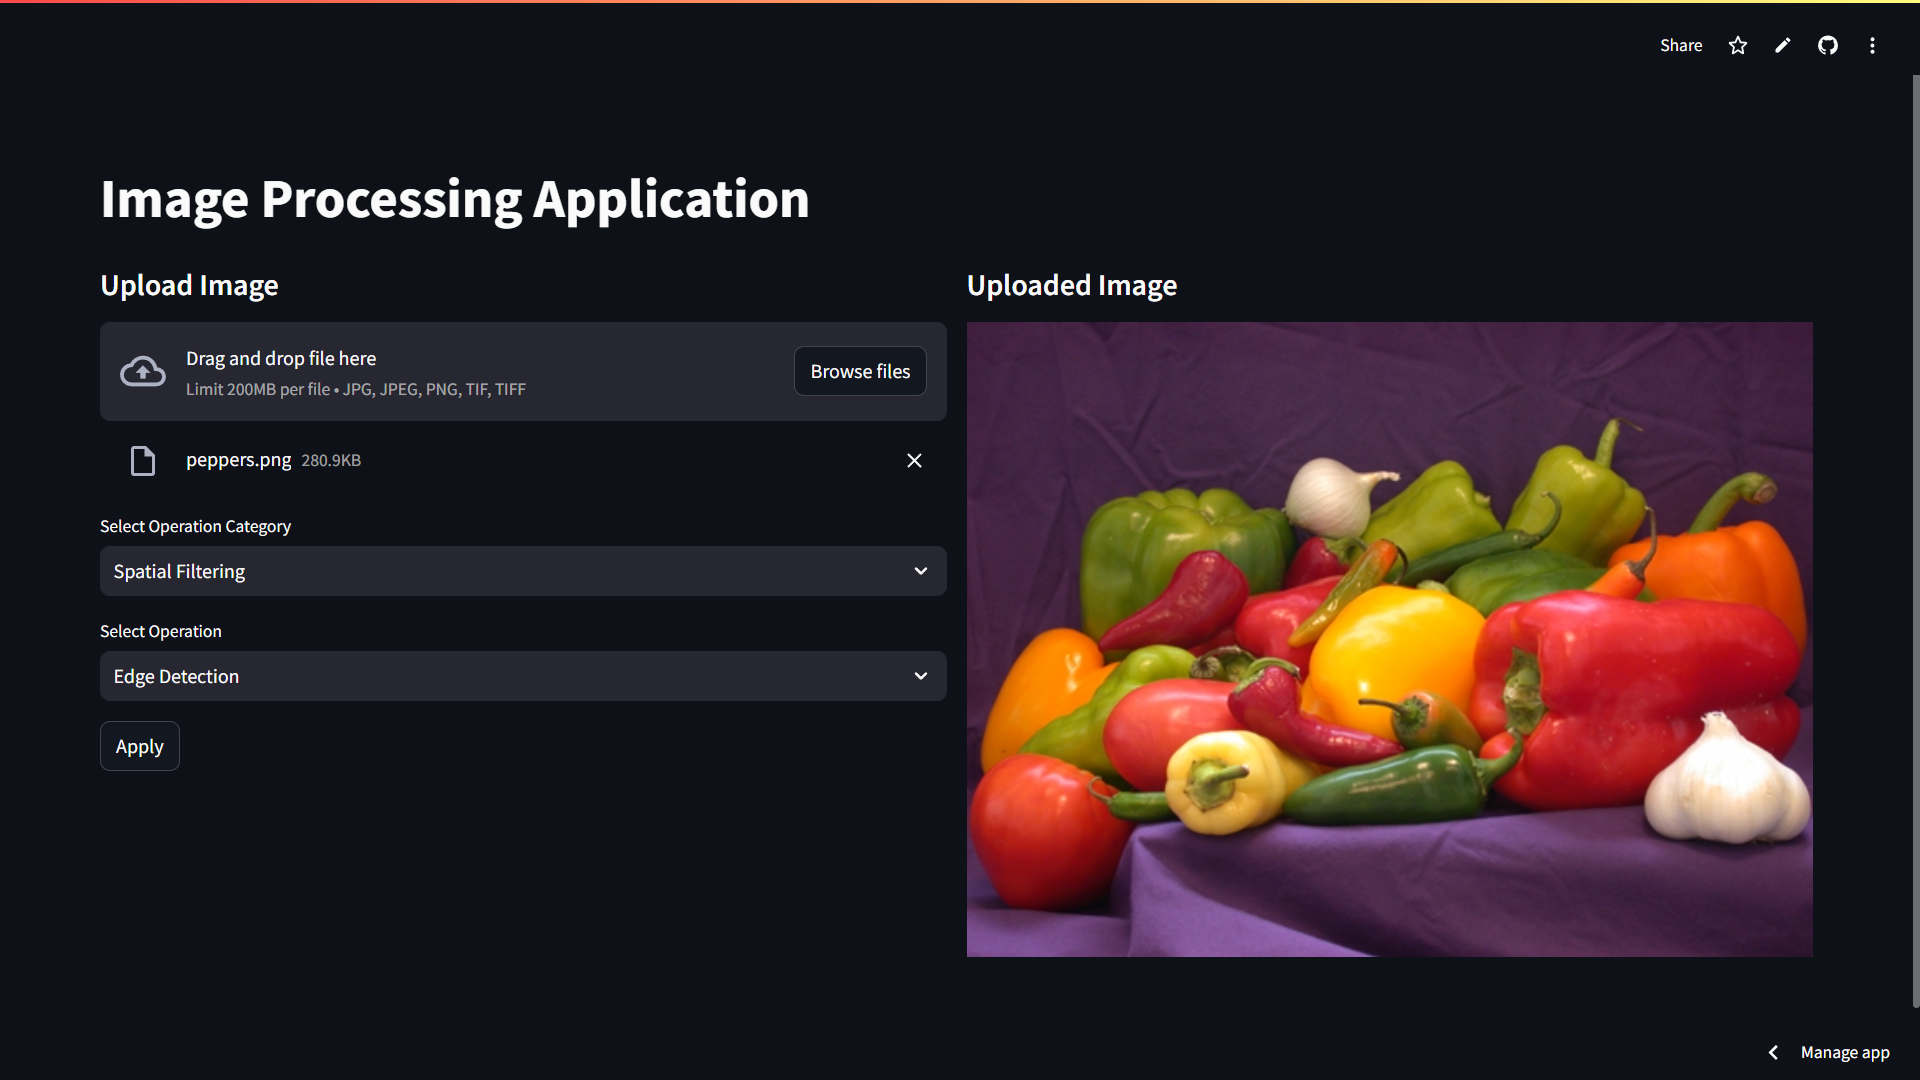 Share
Image Processing Application
Upload Image
Drag and drop file here
Limit 200MB per file • JPG, JPEG, PNG, TIF, TIFF
Browse files
peppers.png 280.9KB
Select Operation Category
Spatial Filtering
Select Operation
Edge Detection
Apply
Uploaded Image
Manage app